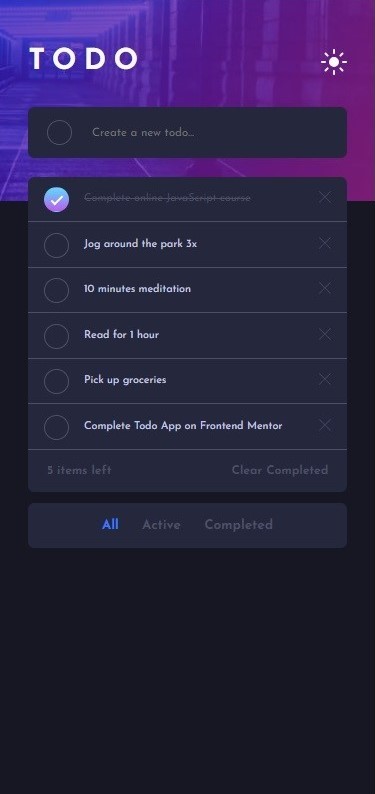 TODO
Create a new todo...
Complete online JavaScript course
Jog around the park 3x
10 minutes meditation
Read for 1 hour
Pick up groceries
Complete Todo App on Frontend Mentor
5 items left Clear Completed
All Active Completed